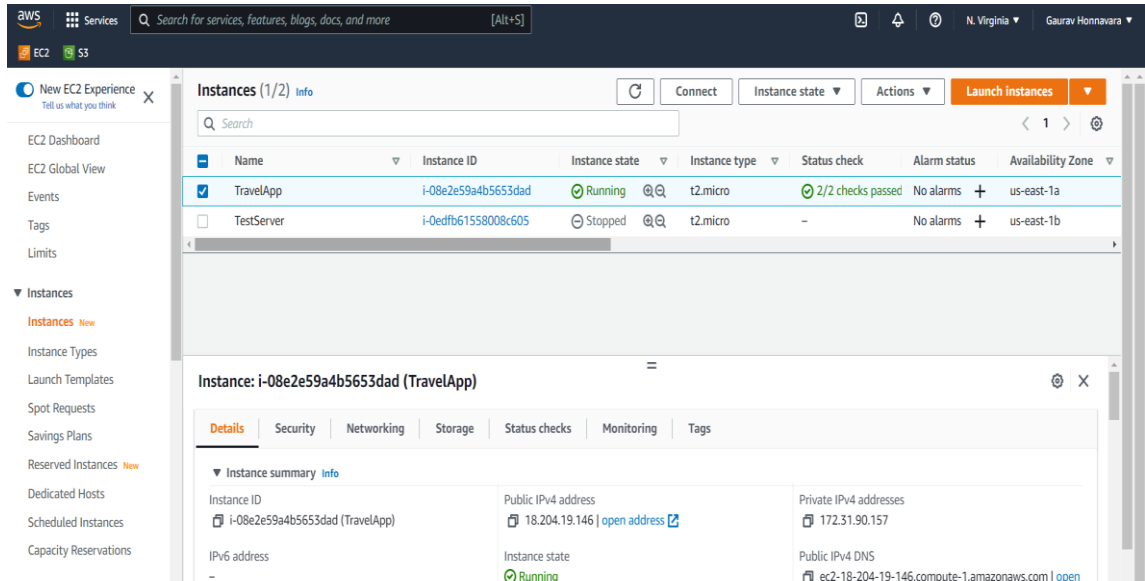 aws Services Search for services, features, blogs, docs, and more [Alt+S] N. Virginia ▼ Gaurav Honnavara ▼
EC2 S3
New EC2 Experience X
Tell us what you think
EC2 Dashboard
EC2 Global View
Events
Tags
Limits
▼ Instances
Instances New
Instance Types
Launch Templates
Spot Requests
Savings Plans
Reserved Instances New
Dedicated Hosts
Scheduled Instances
Capacity Reservations
Instances (1/2) Info Connect Instance state ▼ Actions ▼ Launch instances ▼
Search < 1 >
Name Instance ID Instance state Instance type Status check Alarm status Availability Zone
TravelApp i-08e2e59a4b5653dad Running t2.micro 2/2 checks passed No alarms + us-east-1a
TestServer i-0edfb61558008c605 Stopped t2.micro – No alarms + us-east-1b
=
Instance: i-08e2e59a4b5653dad (TravelApp) X
Details Security Networking Storage Status checks Monitoring Tags
▼ Instance summary Info
Instance ID Public IPv4 address Private IPv4 addresses
i-08e2e59a4b5653dad (TravelApp) 18.204.19.146 | open address 172.31.90.157
IPv6 address Instance state Public IPv4 DNS
– Running ec2-18-204-19-146.compute-1.amazonaws.com | open